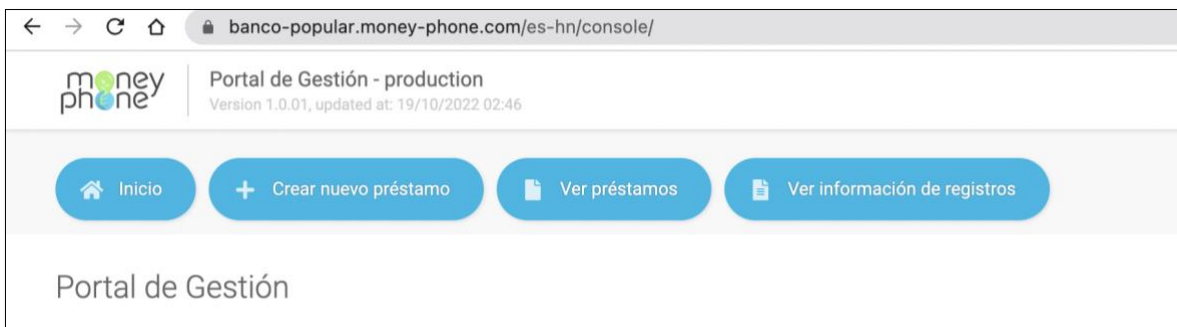 banco-popular.money-phone.com/es-hn/console/
money
phone
Portal de Gestión - production
Version 1.0.01, updated at: 19/10/2022 02:46
Inicio
Crear nuevo préstamo
Ver préstamos
Ver información de registros
Portal de Gestión